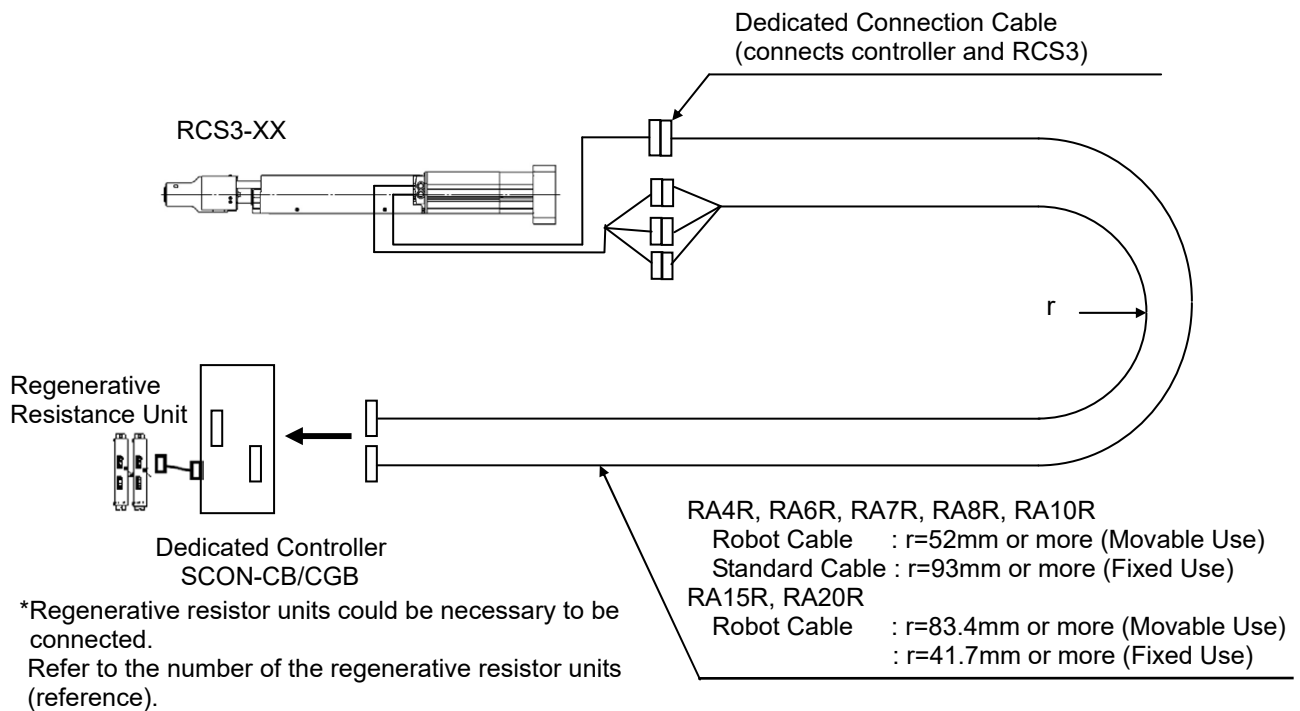 Dedicated Connection Cable
(connects controller and RCS3)
RCS3-XX
r
Regenerative
Resistance Unit
Dedicated Controller
SCON-CB/CGB
*Regenerative resistor units could be necessary to be
connected.
Refer to the number of the regenerative resistor units
(reference).
RA4R, RA6R, RA7R, RA8R, RA10R
Robot Cable : r=52mm or more (Movable Use)
Standard Cable : r=93mm or more (Fixed Use)
RA15R, RA20R
Robot Cable : r=83.4mm or more (Movable Use)
: r=41.7mm or more (Fixed Use)